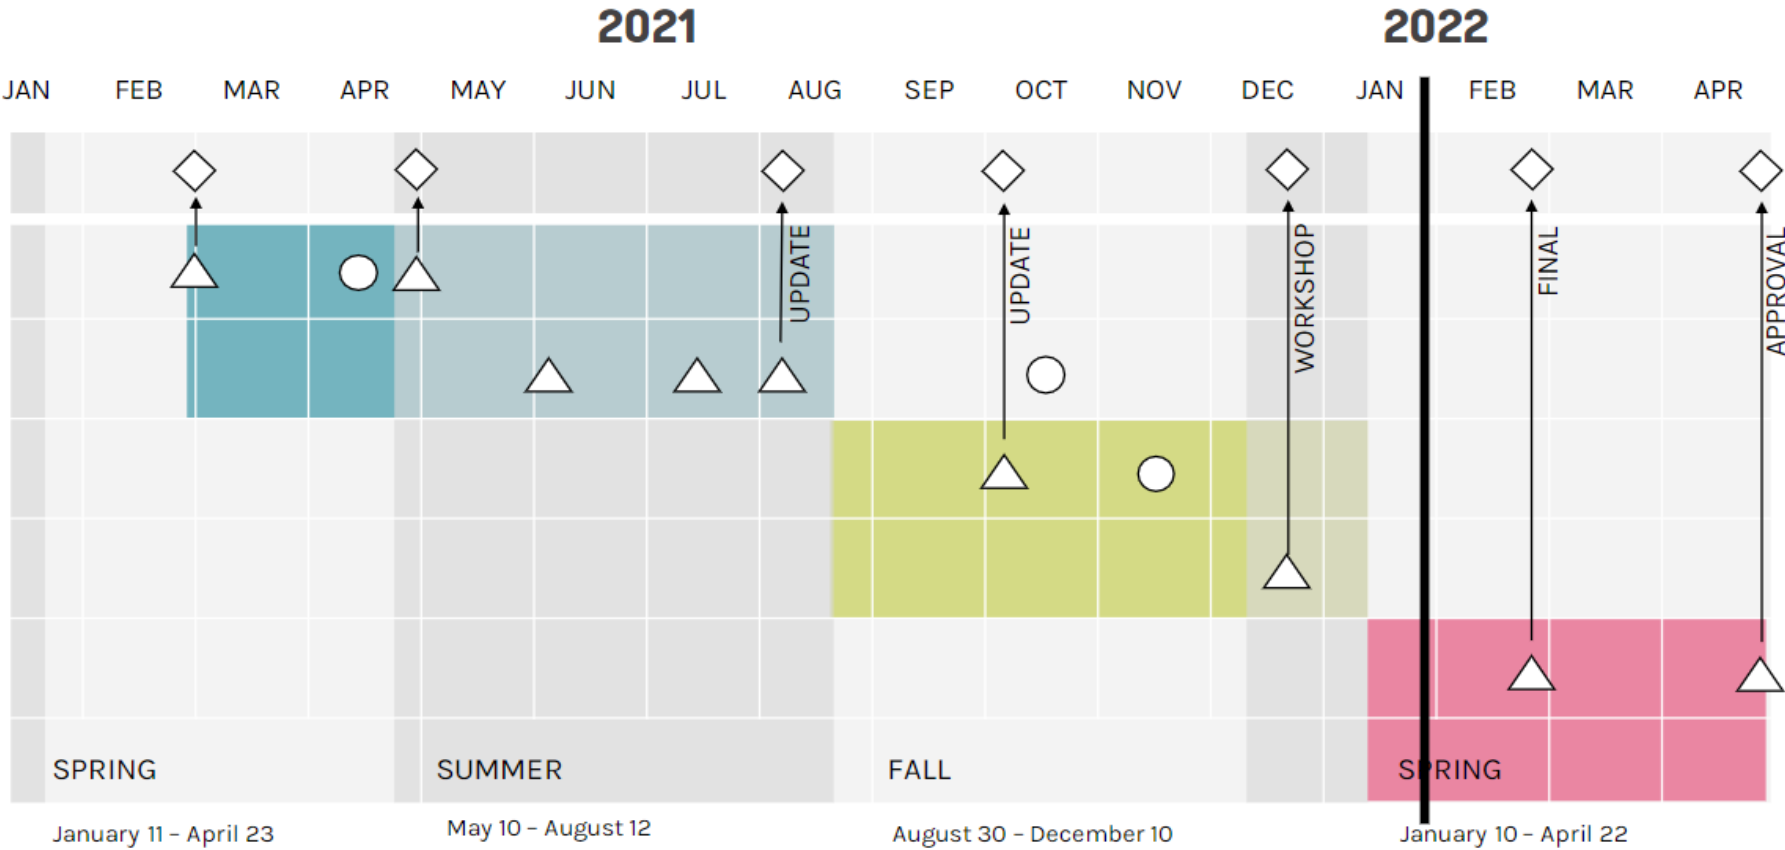 2021 2022
JAN FEB MAR APR MAY JUN JUL AUG SEP OCT NOV DEC JAN FEB MAR APR
UPDATE
UPDATE
WORKSHOP
FINAL
APPROVAL
SPRING SUMMER FALL SPRING
January 11 – April 23 May 10 – August 12 August 30 – December 10 January 10 – April 22